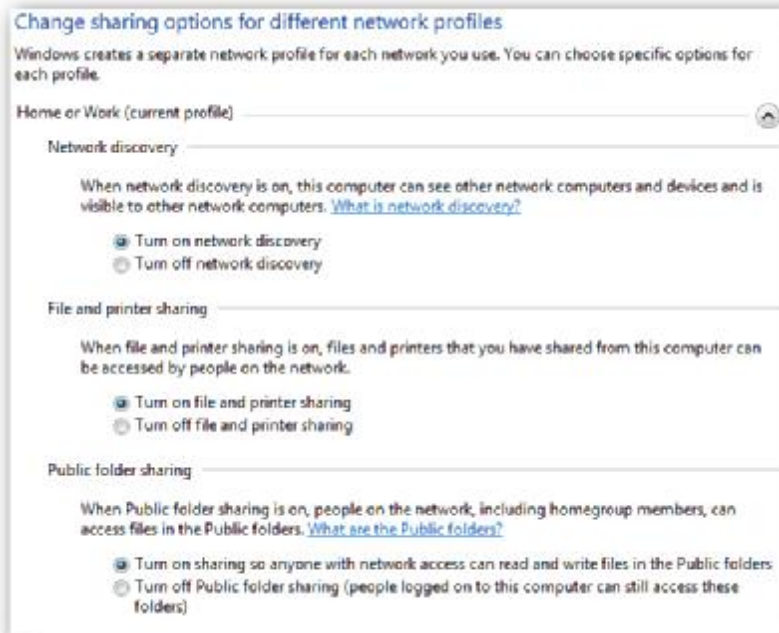 Change sharing options for different network profiles
Windows creates a separate network profile for each network you use. You can choose specific options for
each profile.
Home or Work (current profile)
Network discovery
When network discovery is on, this computer can see other network computers and devices and is
visible to other network computers. What is network discovery?
Turn on network discovery
Turn off network discovery
File and printer sharing
When file and printer sharing is on, files and printers that you have shared from this computer can
be accessed by people on the network.
Turn on file and printer sharing
Turn off file and printer sharing
Public folder sharing
When Public folder sharing is on, people on the network, including homegroup members, can
access files in the Public folders. What are the Public folders?
Turn on sharing so anyone with network access can read and write files in the Public folders
Turn off Public folder sharing (people logged on to this computer can still access these
folders)